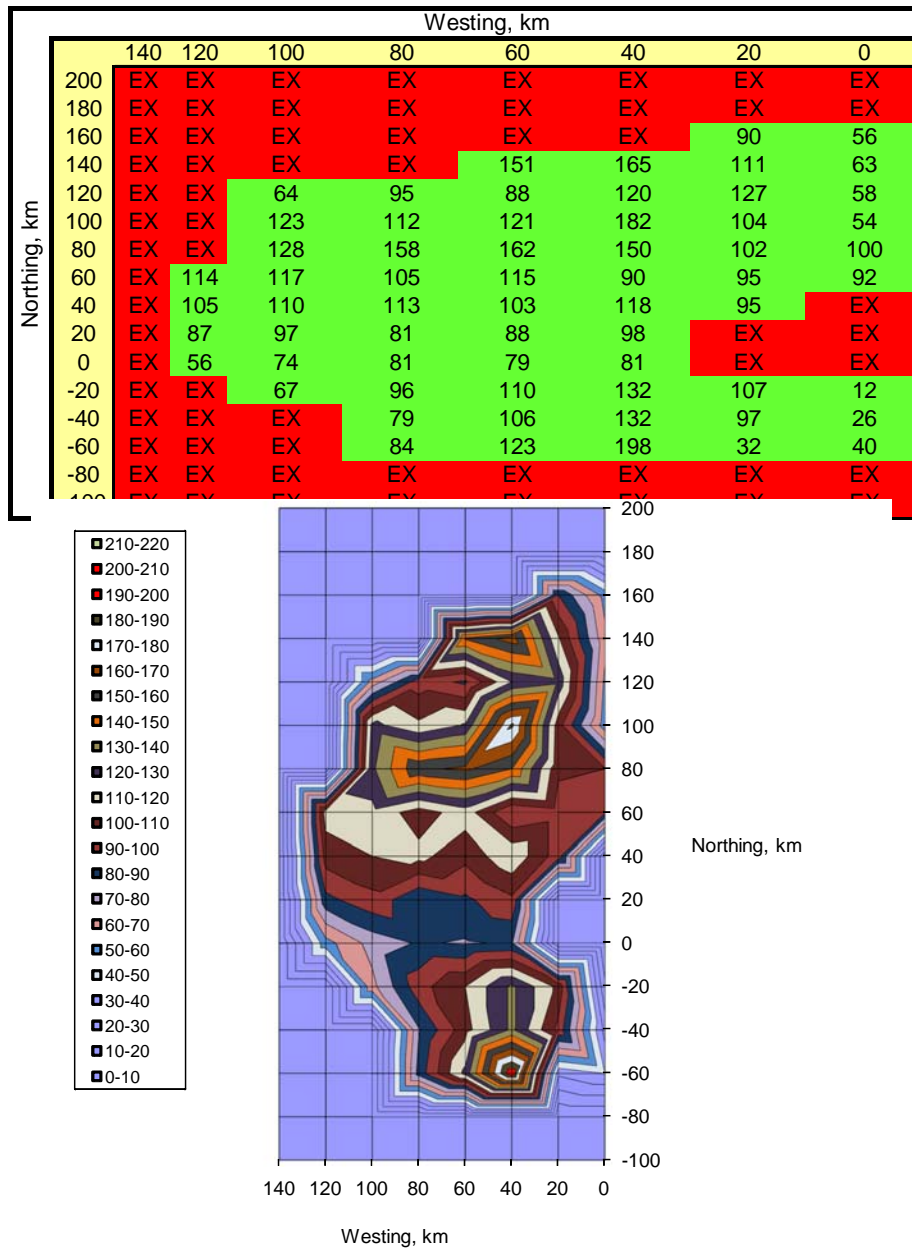 Westing, km
140 120 100 80 60 40 20 0
Northing, km
200 EX EX EX EX EX EX EX EX
180 EX EX EX EX EX EX EX EX
160 EX EX EX EX EX EX 90 56
140 EX EX EX EX 151 165 111 63
120 EX EX 64 95 88 120 127 58
100 EX EX 123 112 121 182 104 54
80 EX EX 128 158 162 150 102 100
60 EX 114 117 105 115 90 95 92
40 EX 105 110 113 103 118 95 EX
20 EX 87 97 81 88 98 EX EX
0 EX 56 74 81 79 81 EX EX
-20 EX EX 67 96 110 132 107 12
-40 EX EX EX 79 106 132 97 26
-60 EX EX EX 84 123 198 32 40
-80 EX EX EX EX EX EX EX EX
-100 EX EX EX EX EX EX EX EX
210-220
200-210
190-200
180-190
170-180
160-170
150-160
140-150
130-140
120-130
110-120
100-110
90-100
80-90
70-80
60-70
50-60
40-50
30-40
20-30
10-20
0-10
200
180
160
140
120
100
80
60
40
20
0
-20
-40
-60
-80
-100
Northing, km
140 120 100 80 60 40 20 0
Westing, km